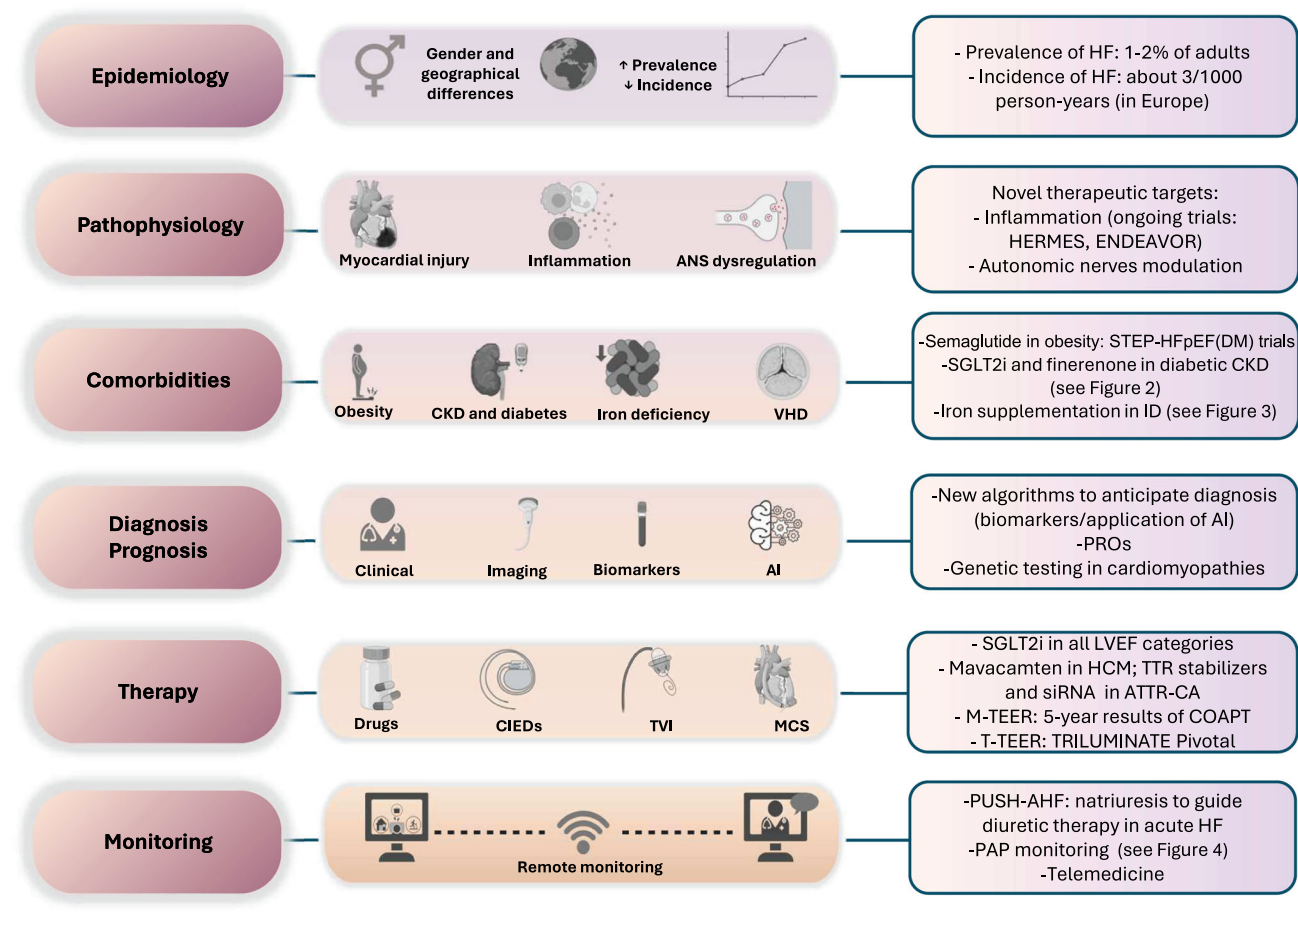 Epidemiology
Gender and
geographical
differences
↑ Prevalence
↓ Incidence
- Prevalence of HF: 1-2% of adults
- Incidence of HF: about 3/1000
person-years (in Europe)
Pathophysiology
Myocardial injury
Inflammation
ANS dysregulation
Novel therapeutic targets:
- Inflammation (ongoing trials:
HERMES, ENDEAVOR)
- Autonomic nerves modulation
Comorbidities
Obesity
CKD and diabetes
Iron deficiency
VHD
-Semaglutide in obesity: STEP-HFpEF(DM) trials
-SGLT2i and finerenone in diabetic CKD
(see Figure 2)
-Iron supplementation in ID (see Figure 3)
Diagnosis
Prognosis
Clinical
Imaging
Biomarkers
AI
-New algorithms to anticipate diagnosis
(biomarkers/application of AI)
-PROs
-Genetic testing in cardiomyopathies
Therapy
Drugs
CIEDs
TVI
MCS
- SGLT2i in all LVEF categories
- Mavacamten in HCM; TTR stabilizers
and siRNA in ATTR-CA
- M-TEER: 5-year results of COAPT
- T-TEER: TRILUMINATE Pivotal
Monitoring
Remote monitoring
-PUSH-AHF: natriuresis to guide
diuretic therapy in acute HF
-PAP monitoring (see Figure 4)
-Telemedicine